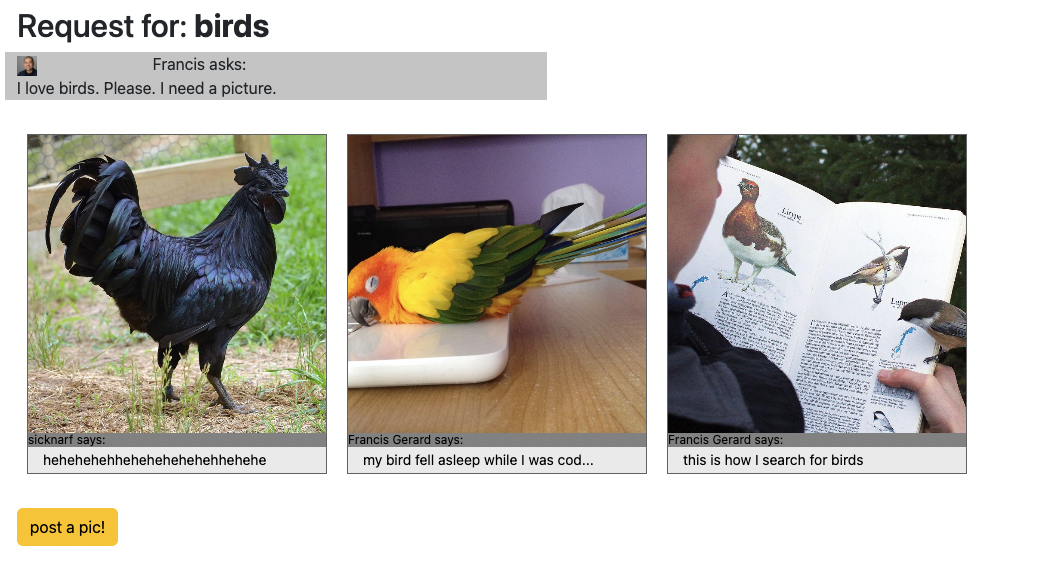 Request for: birds
Francis asks:
I love birds. Please. I need a picture.
Lirype
sicknarf says:
hehehehehhehehehehehehhehehe
Francis Gerard says:
my bird fell asleep while I was cod...
Francis Gerard says:
this is how I search for birds
post a pic!